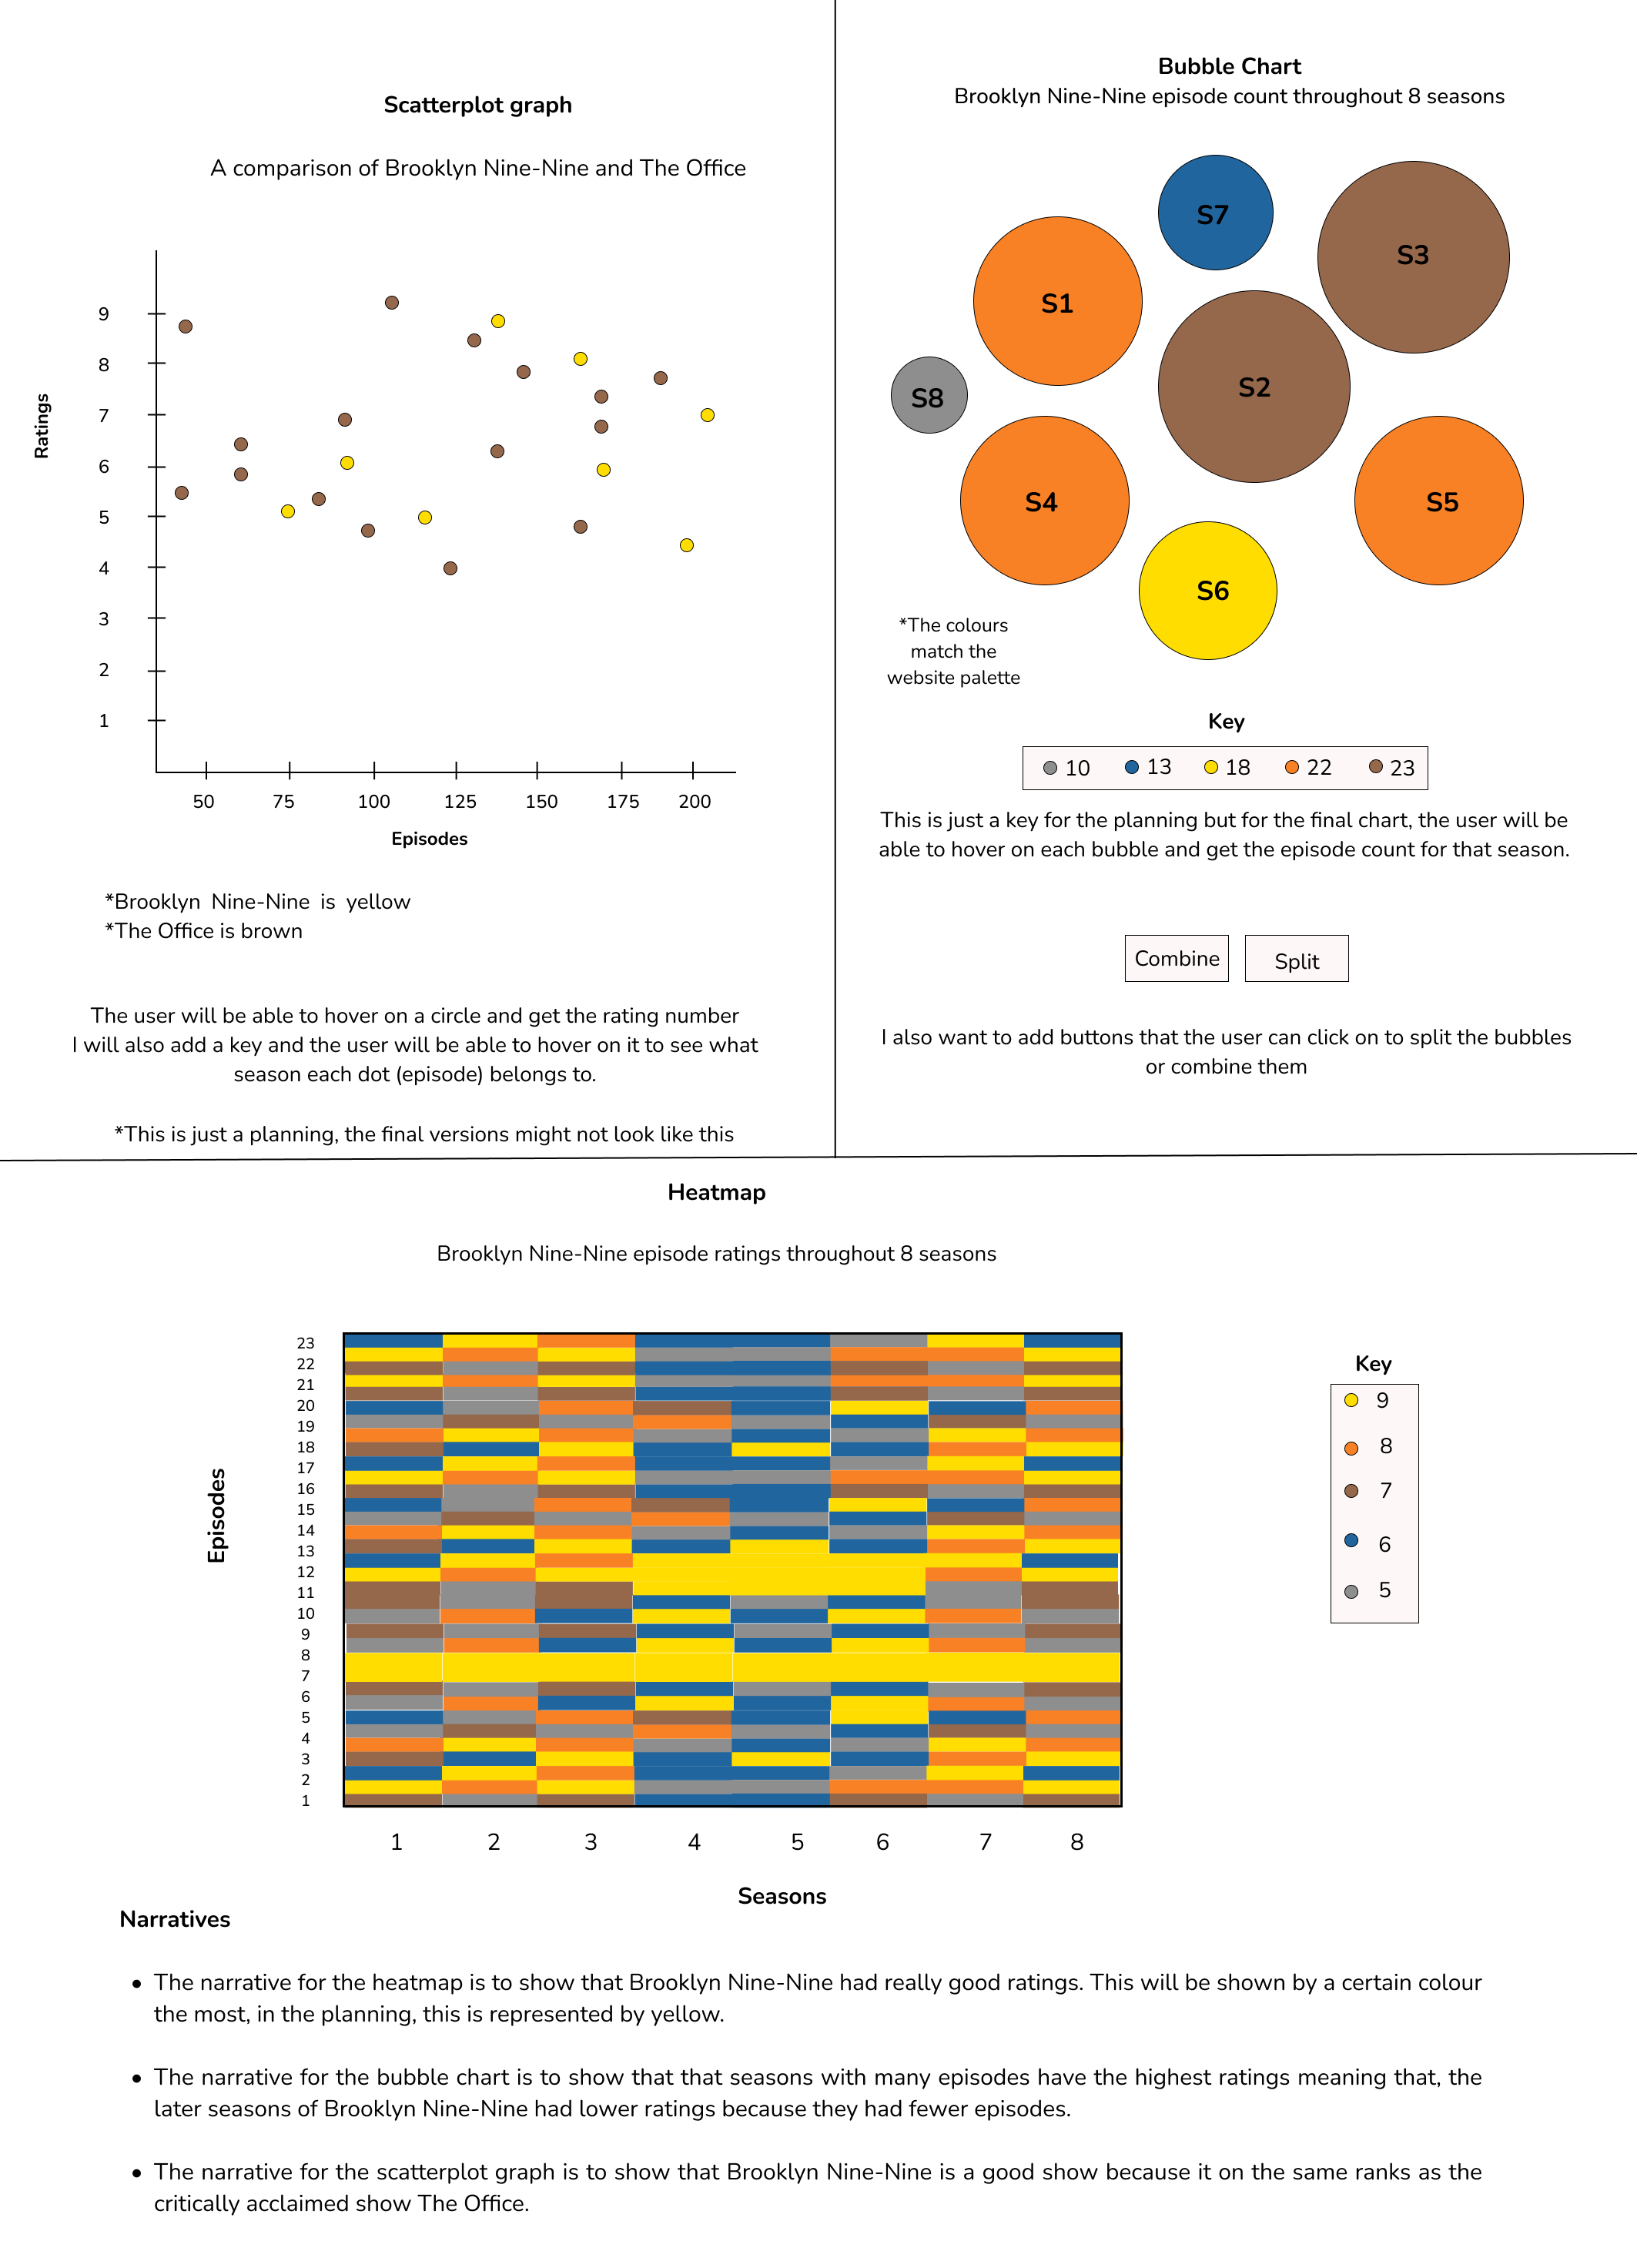 Scatterplot graph
A comparison of Brooklyn Nine-Nine and The Office
Ratings
9
8
7
6
5
4
3
2
1
50 75 100 125 150 175 200
Episodes
*Brooklyn Nine-Nine is yellow
*The Office is brown
The user will be able to hover on a circle and get the rating number
I will also add a key and the user will be able to hover on it to see what
season each dot (episode) belongs to.
*This is just a planning, the final versions might not look like this
Bubble Chart
Brooklyn Nine-Nine episode count throughout 8 seasons
S7
S3
S1
S2
S8
S4
S5
S6
*The colours
match the
website palette
Key
10 13 18 22 23
This is just a key for the planning but for the final chart, the user will be
able to hover on each bubble and get the episode count for that season.
Combine Split
I also want to add buttons that the user can click on to split the bubbles
or combine them
Heatmap
Brooklyn Nine-Nine episode ratings throughout 8 seasons
Episodes
23
22
21
20
19
18
17
16
15
14
13
12
11
10
9
8
7
6
5
4
3
2
1
1 2 3 4 5 6 7 8
Seasons
Key
9
8
7
6
5
Narratives
• The narrative for the heatmap is to show that Brooklyn Nine-Nine had really good ratings. This will be shown by a certain colour
the most, in the planning, this is represented by yellow.
• The narrative for the bubble chart is to show that that seasons with many episodes have the highest ratings meaning that, the
later seasons of Brooklyn Nine-Nine had lower ratings because they had fewer episodes.
• The narrative for the scatterplot graph is to show that Brooklyn Nine-Nine is a good show because it on the same ranks as the
critically acclaimed show The Office.